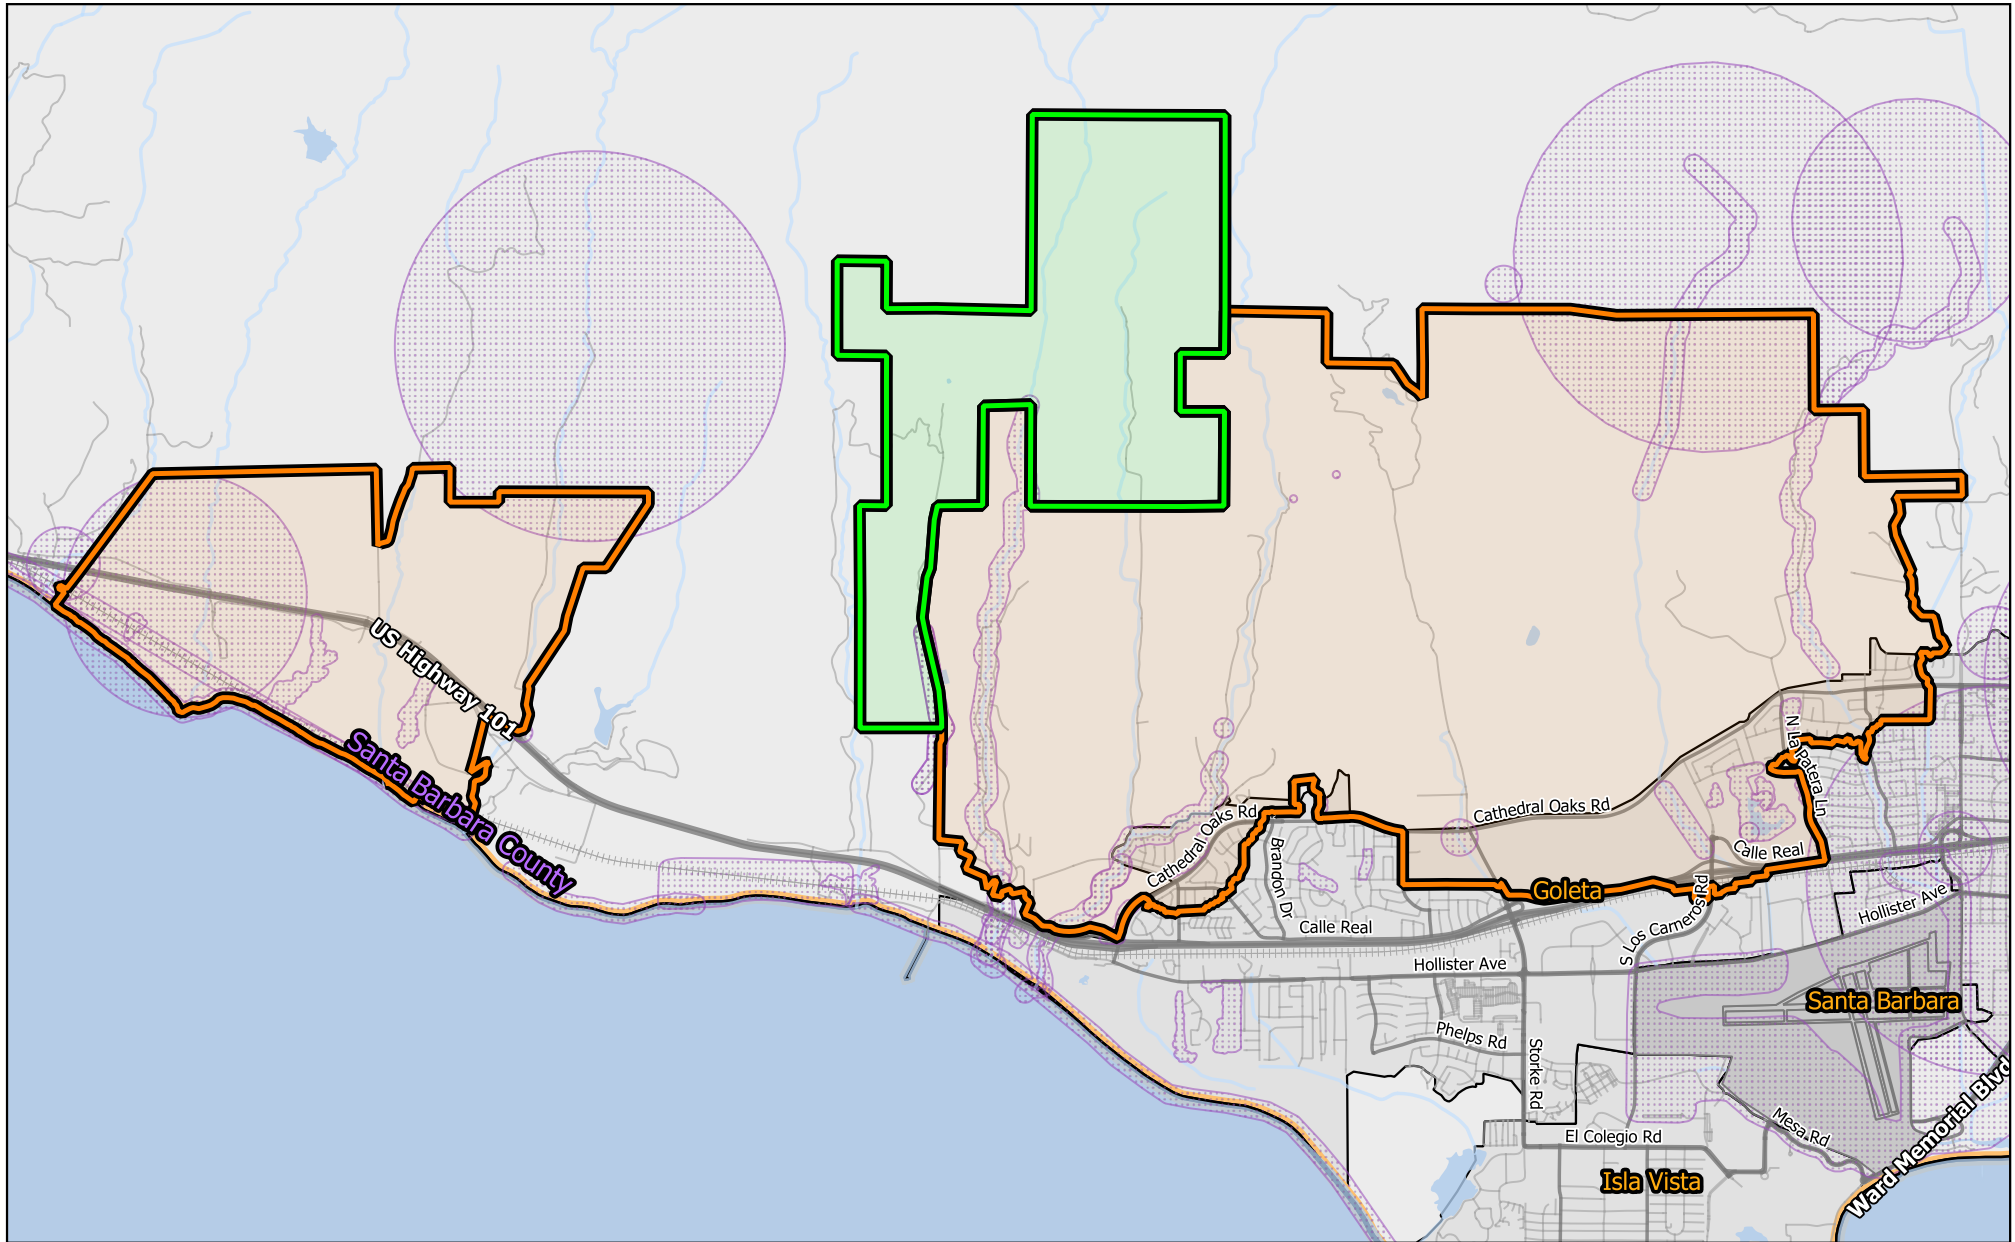 US Highway 101
Santa Barbara County
N La Patera Ln
Cathedral Oaks Rd
Cathedral Oaks Rd
Brandon Dr
Calle Real
Goleta
S Los Carneros Rd
Hollister Ave
Calle Real
Hollister Ave
Santa Barbara
Phelps Rd
Storke Rd
El Colegio Rd
Mesa Rd
Ward Memorial Blvd
Isla Vista